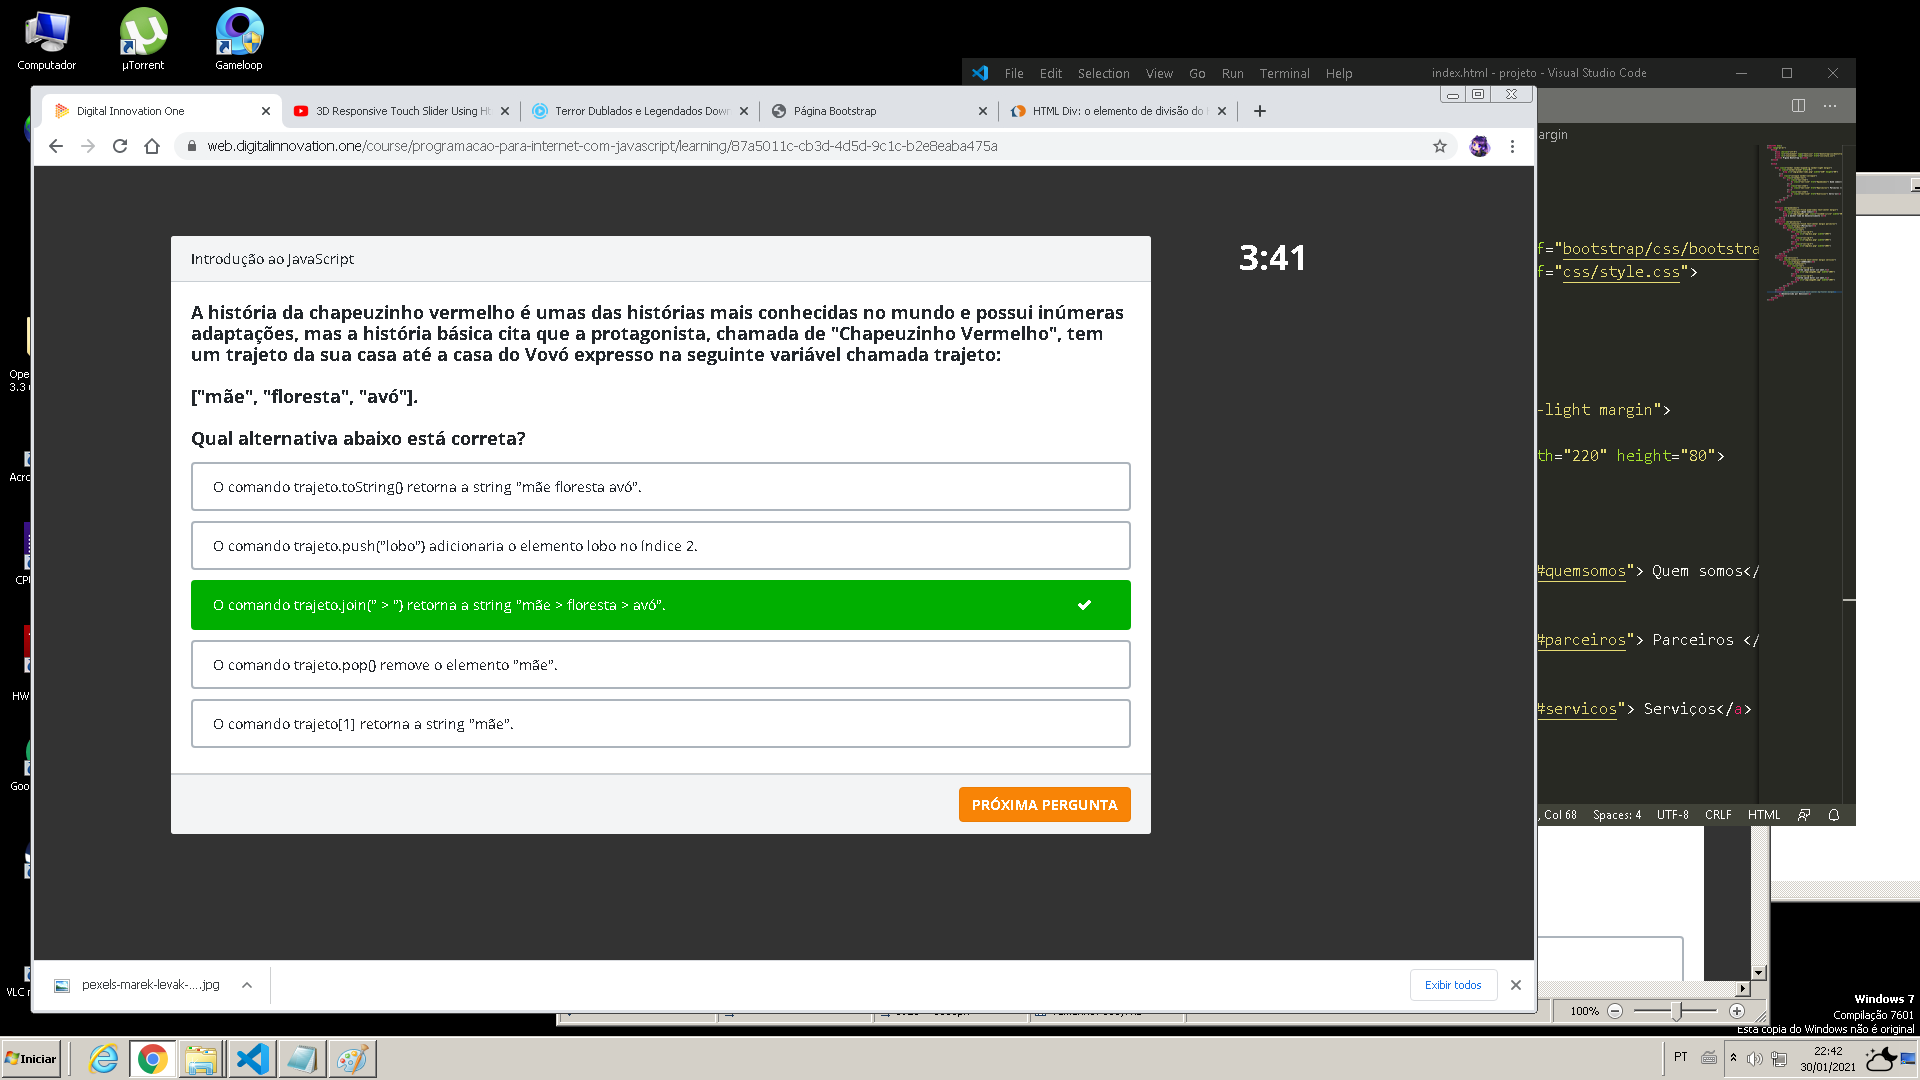 Computador
µTorrent
Gameloop
File Edit Selection View Go Run Terminal Help
index.html - projeto - Visual Studio Code
Digital Innovation One
3D Responsive Touch Slider Using
Terror Dublados e Legendados Dow
Página Bootstrap
HTML Div: o elemento de divisão do
web.digitalinnovation.one/course/programacao-para-internet-com-javascript/learning/87a5011c-cb3d-4d5d-9c1c-b2e8eaba475a
argin
Introdução ao JavaScript
3:41
A história da chapeuzinho vermelho é umas das histórias mais conhecidas no mundo e possui inúmeras
adaptações, mas a história básica cita que a protagonista, chamada de "Chapeuzinho Vermelho", tem
um trajeto da sua casa até a casa do Vovó expresso na seguinte variável chamada trajeto:
["mãe", "floresta", "avó"].
Qual alternativa abaixo está correta?
O comando trajeto.toString() retorna a string "mãe floresta avó".
O comando trajeto.push("lobo") adicionaria o elemento lobo no índice 2.
O comando trajeto.join(" > ") retorna a string "mãe > floresta > avó".
O comando trajeto.pop() remove o elemento "mãe".
O comando trajeto[1] retorna a string "mãe".
PRÓXIMA PERGUNTA
f="bootstrap/css/bootstra
f="css/style.css">
-light margin">
th="220" height="80">
#quemsomos"> Quem somos</
#parceiros"> Parceiros </
#servicos"> Serviços</a>
, Col 68 Spaces: 4 UTF-8 CRLF HTML
Ope
3.3
Acro
CP
HW
Goo
VLC
pexels-marek-levak-....jpg
Exibir todos
100%
Windows 7
Compilação 7601
Esta cópia do Windows não é original
Iniciar
PT
22:42
30/01/2021